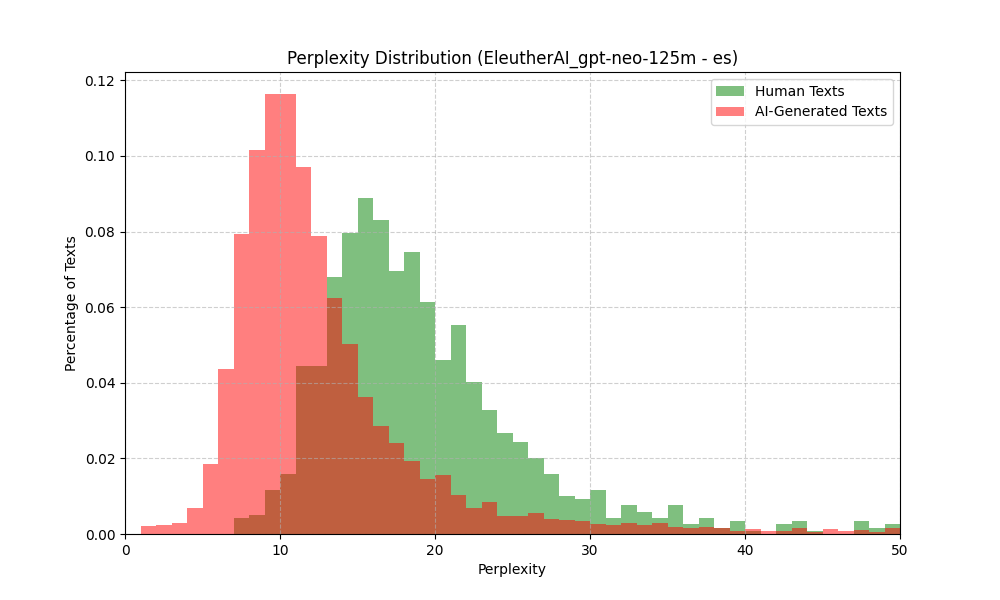 Perplexity Distribution (EleutherAI_gpt-neo-125m - es)
Human Texts
AI-Generated Texts
Percentage of Texts
0.12
0.10
0.08
0.06
0.04
0.02
0.00
0 10 20 30 40 50
Perplexity